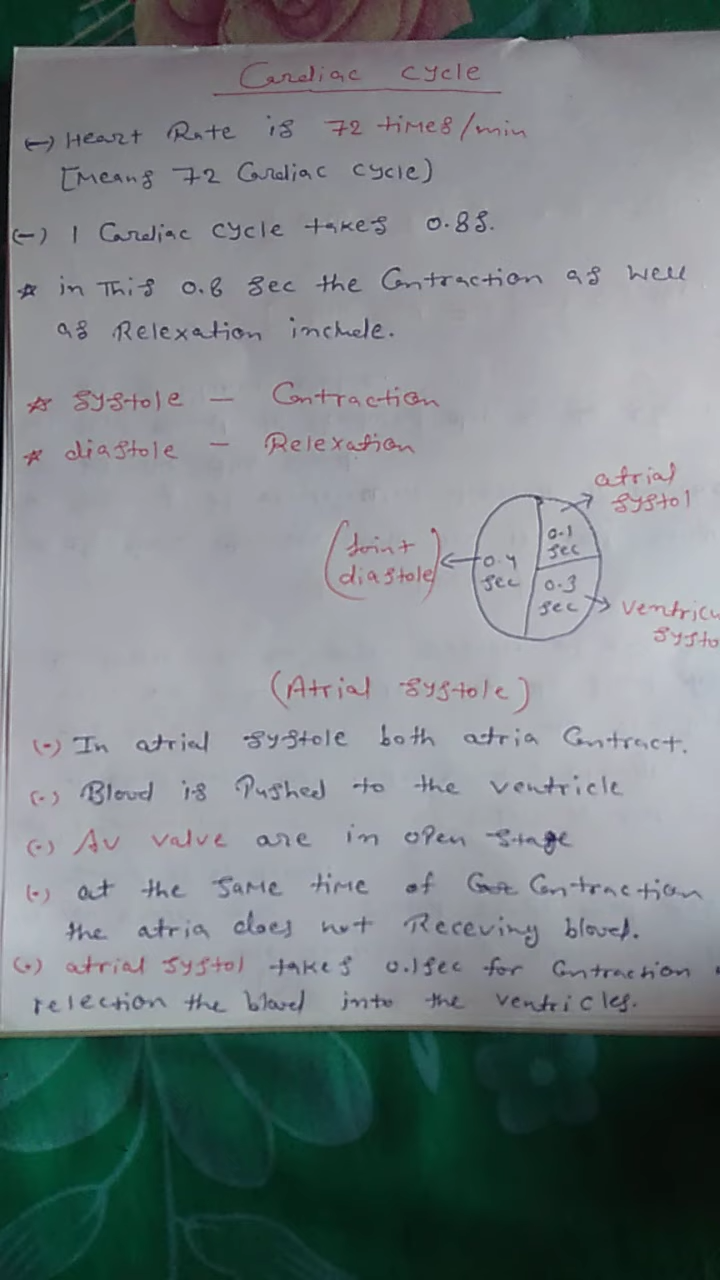 Cardiac cycle
Heart Rate is 72 times/min
[Means 72 Cardiac cycle)
(-) 1 Cardiac cycle takes 0.8s.
* in This 0.8 sec the Contraction as well
as Relexation include.
* systole - Contraction
* diastole - Relexation
atrial
systol
0.1
sec
(Joint
diastole)
0.4
sec
0.3
sec
ventricu
systo
(Atrial systole)
(-) In atrial systole both atria Contract.
(-) Blood is Pushed to the ventricle
(-) AV valve are in open stage
(-) at the same time of Contraction
the atria does not Receving blood.
(-) atrial systol takes 0.1sec for Contraction
relection the blood into the ventricles.